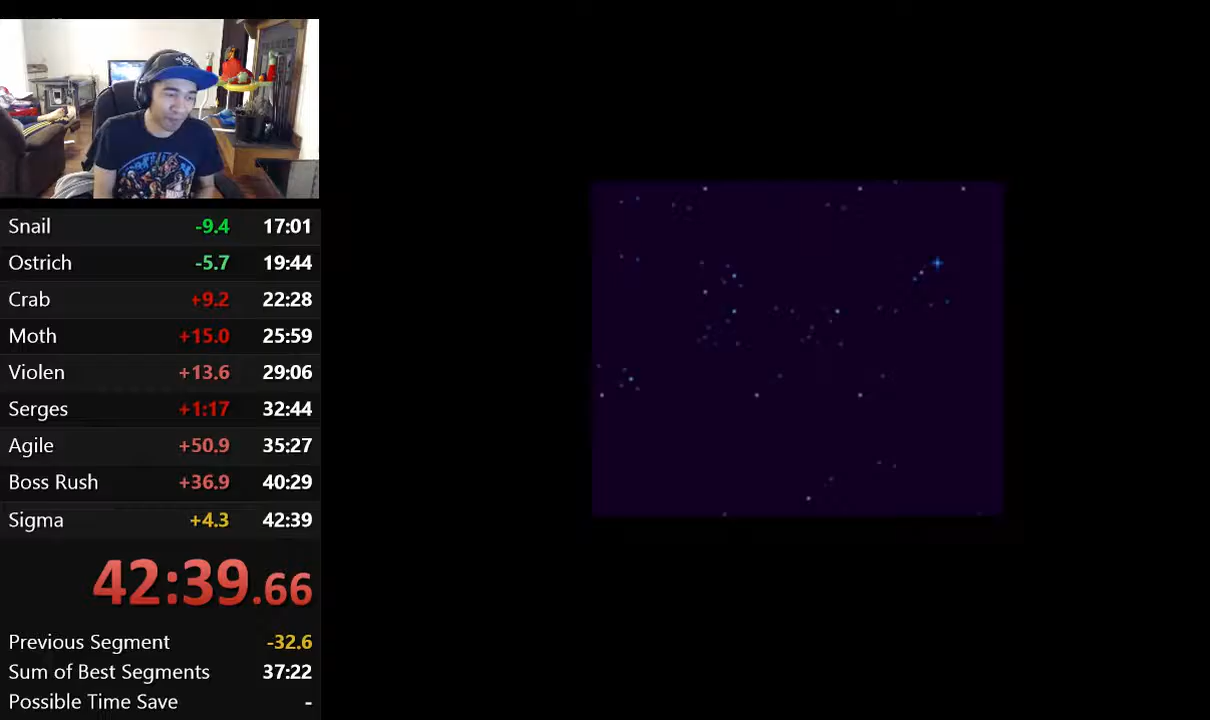 Snail -9.4 17:01
Ostrich -5.7 19:44
Crab +9.2 22:28
Moth +15.0 25:59
Violen +13.6 29:06
Serges +1:17 32:44
Agile +50.9 35:27
Boss Rush +36.9 40:29
Sigma +4.3 42:39
42:39.66
Previous Segment -32.6
Sum of Best Segments 37:22
Possible Time Save -